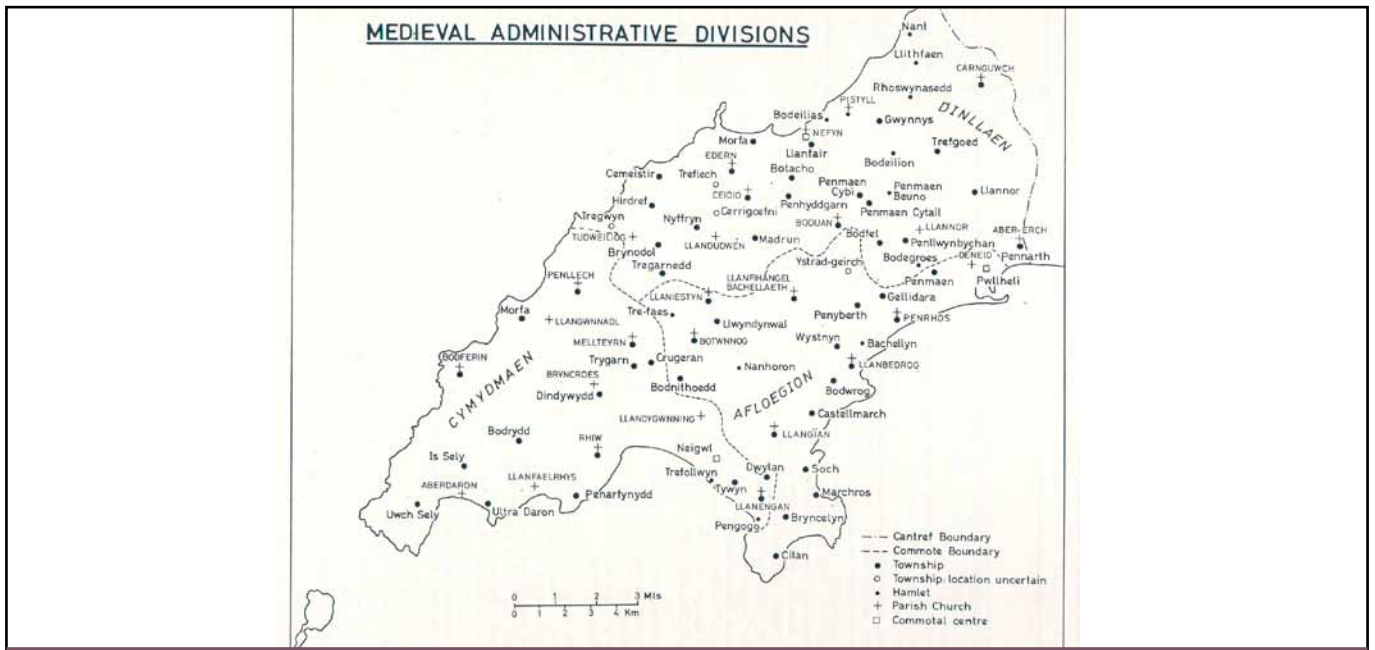 MEDIEVAL ADMINISTRATIVE DIVISIONS
Nant
Llithfaen
CARNGUWCH
Rhoswynasedd
PISTYLL
DINLLAEN
Bodeilias
Gwynnys
NEFYN
Morfa
Llanfair
Trefgoed
EDERN
Bodeilion
Cemeistir
Treflech
Botacho
Penmaen
Cybi
Penmaen
Beuno
Llannor
CEIDIO
Hirdref
Penhyddgarn
Cerrigcefni
Penmaen Cytail
Tregwyn
Nyffryn
BODUAN
LLANNOR
ABER-ERCH
TUDWEILIOG
LLANDUDWEN
Madrun
Bodfel
Penllwynbychan
Brynodol
Ystrad-geirch
Bodegroes
DENEIO
Pennarth
Tregarnedd
LLANFIHANGEL
BACHELLAETH
Penmaen
Pwllheli
PENLLECH
LLANIESTYN
Gellidara
Morfa
Tre-faes
Penyberth
LLANGWNNADL
Llwyndynwal
PENRHOS
MELLTEYRN
BOTWNNOG
Wystnyn
Bachellyn
BODFERIN
Trygarn
Crugeran
Nanhoron
LLANBEDROG
BRYNCROES
Bodnithoedd
Bodwrog
CYMYDMAEN
Dindywydd
AFLOEGION
LLANDYGWNNING
Castellmarch
Bodrydd
LLANGIAN
RHIW
Neigwl
Is Sely
Trefollwyn
Dwylan
Soch
ABERDARON
LLANFAELRHYS
Tywyn
Marchros
Uwch Sely
Ultra Daron
Penarfynydd
LLANENGAN
Pengogo
Bryncelyn
Cilan
Cantref Boundary
Commote Boundary
Township
Township: location uncertain
Hamlet
Parish Church
Commotal centre
0 1 2 3 Mls
0 1 2 3 4 Km